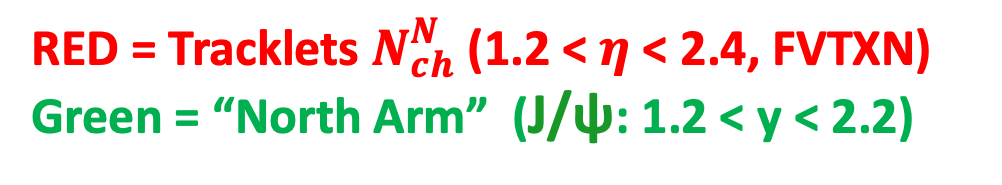 RED = Tracklets N^N_ch (1.2 < η < 2.4, FVTXN)
Green = “North Arm” (J/ψ: 1.2 < y < 2.2)